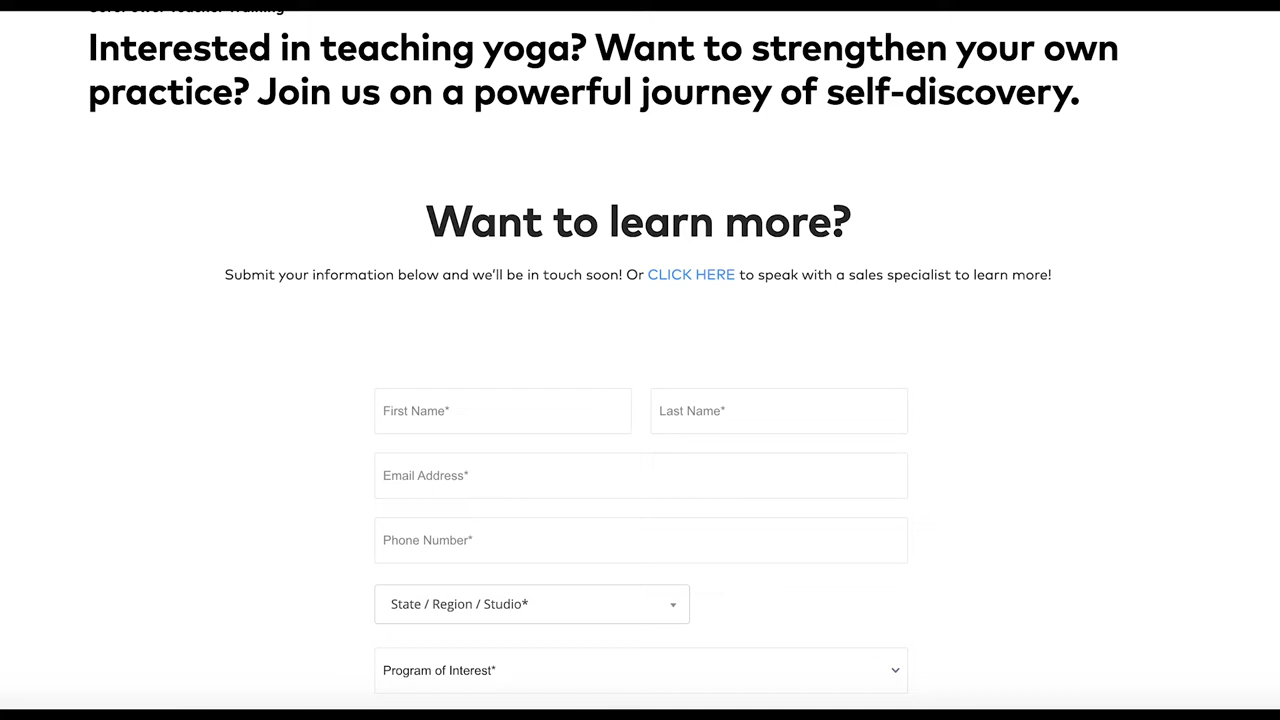 CorePower Teacher Training
Interested in teaching yoga? Want to strengthen your own
practice? Join us on a powerful journey of self-discovery.
Want to learn more?
Submit your information below and we'll be in touch soon! Or CLICK HERE to speak with a sales specialist to learn more!
First Name*
Last Name*
Email Address*
Phone Number*
State / Region / Studio*
Program of Interest*